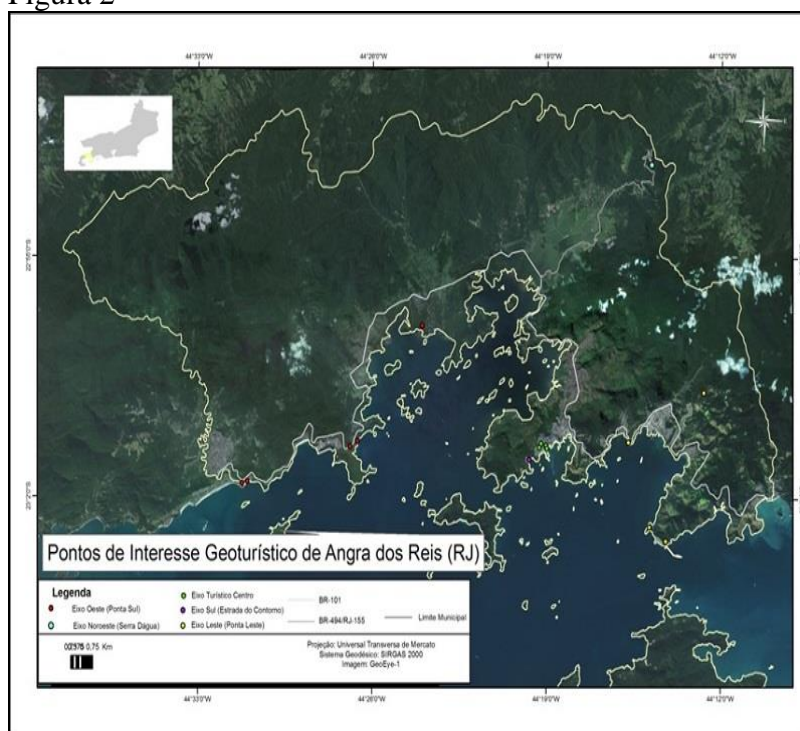 Figura 2
44°33'0"W 44°26'0"W 44°19'0"W 44°12'0"W
Pontos de Interesse Geoturístico de Angra dos Reis (RJ)
Legenda
Eixo Oeste (Ponta Sul)
Eixo Noroeste (Serra Dágua)
Eixo Turístico Centro
Eixo Sul (Estrada do Contorno)
Eixo Leste (Ponta Leste)
BR-101
BR-494/RJ-155
Limite Municipal
0,75 Km
Projeção: Universal Transversa de Mercato
Sistema Geodésico: SIRGAS 2000
Imagem: GeoEye-1
44°33'0"W 44°26'0"W 44°19'0"W 44°12'0"W